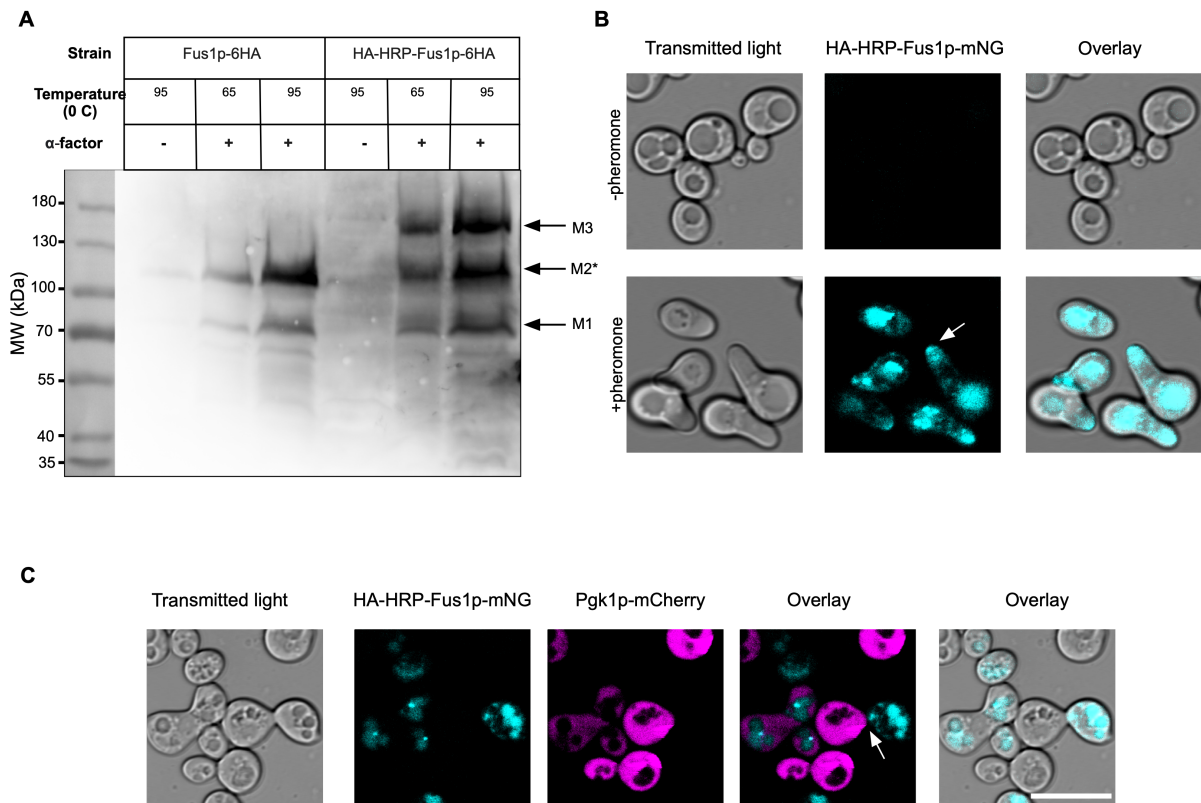 A
Strain Fus1p-6HA HA-HRP-Fus1p-6HA
Temperature 95 65 95 95 65 95
(0 C)
α-factor - + + - + +
MW (kDa)
180
130
100
70
55
40
35
M3
M2*
M1
B
Transmitted light HA-HRP-Fus1p-mNG Overlay
-pheromone
+pheromone
C
Transmitted light HA-HRP-Fus1p-mNG Pgk1p-mCherry Overlay Overlay